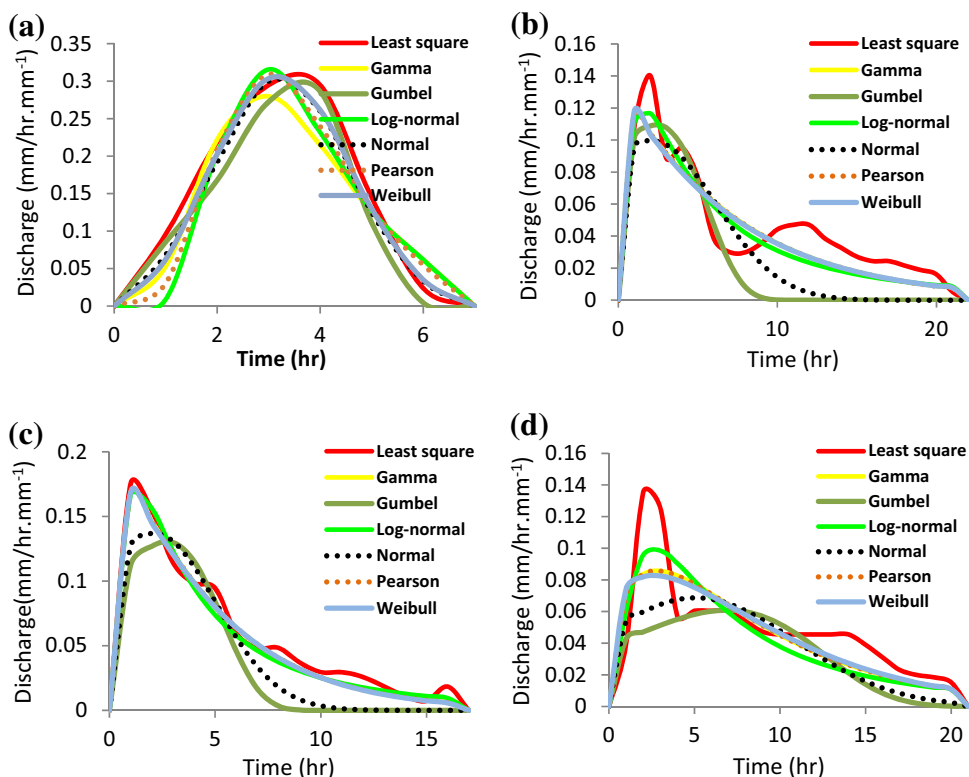 (a)
Discharge (mm/hr.mm⁻¹)
0.35
0.3
0.25
0.2
0.15
0.1
0.05
0
0
2
4
6
Time (hr)
Least square
Gamma
Gumbel
Log-normal
Normal
Pearson
Weibull
(b)
Discharge (mm/hr.mm⁻¹)
0.16
0.14
0.12
0.10
0.08
0.06
0.04
0.02
0
0
10
20
Time (hr)
Least square
Gamma
Gumbel
Log-normal
Normal
Pearson
Weibull
(c)
Discharge(mm/hr.mm⁻¹)
0.2
0.15
0.1
0.05
0
0
5
10
15
Time (hr)
Least square
Gamma
Gumbel
Log-normal
Normal
Pearson
Weibull
(d)
Discharge (mm/hr.mm⁻¹)
0.16
0.14
0.12
0.1
0.08
0.06
0.04
0.02
0
0
5
10
15
20
Time (hr)
Least square
Gamma
Gumbel
Log-normal
Normal
Pearson
Weibull